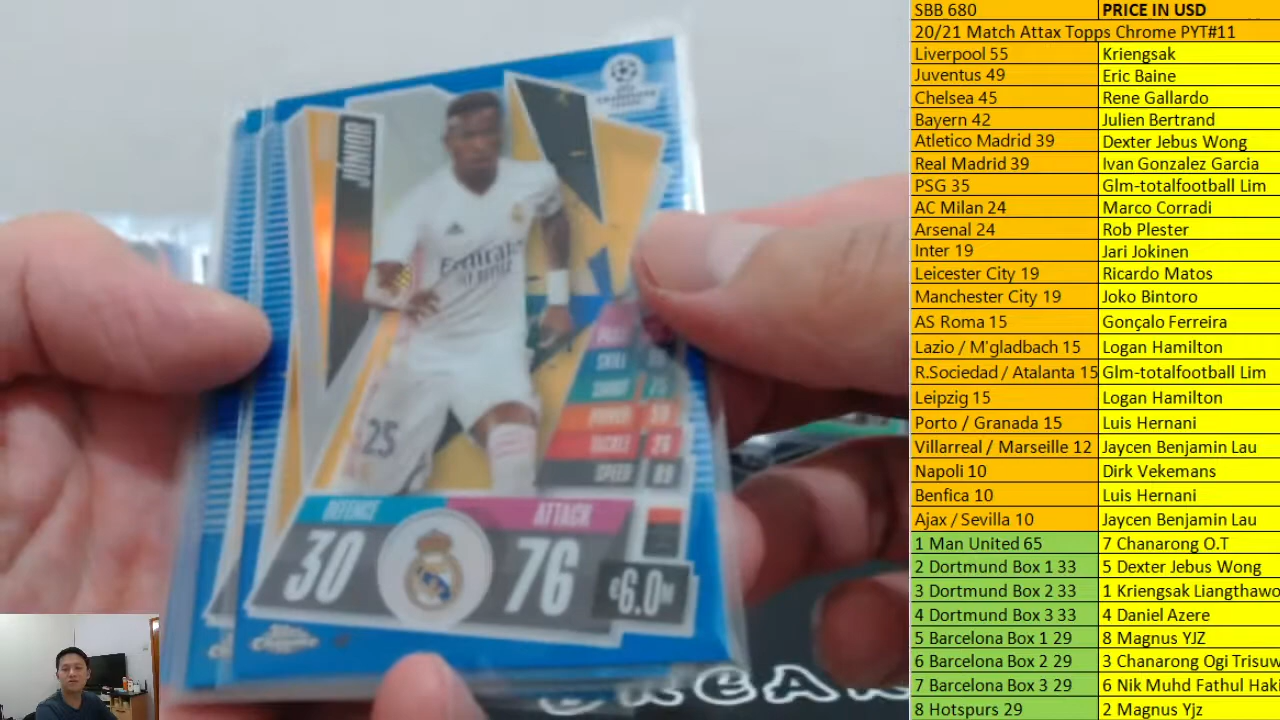 SBB 680 PRICE IN USD
20/21 Match Attax Topps Chrome PYT#11
Liverpool 55 Kriengsak
Juventus 49 Eric Baine
Chelsea 45 Rene Gallardo
Bayern 42 Julien Bertrand
Atletico Madrid 39 Dexter Jebus Wong
Real Madrid 39 Ivan Gonzalez Garcia
PSG 35 Glm-totalfootball Lim
AC Milan 24 Marco Corradi
Arsenal 24 Rob Plester
Inter 19 Jari Jokinen
Leicester City 19 Ricardo Matos
Manchester City 19 Joko Bintoro
AS Roma 15 Gonçalo Ferreira
Lazio / M'gladbach 15 Logan Hamilton
R.Sociedad / Atalanta 15 Glm-totalfootball Lim
Leipzig 15 Logan Hamilton
Porto / Granada 15 Luis Hernani
Villarreal / Marseille 12 Jaycen Benjamin Lau
Napoli 10 Dirk Vekemans
Benfica 10 Luis Hernani
Ajax / Sevilla 10 Jaycen Benjamin Lau
1 Man United 65 7 Chanarong O.T
2 Dortmund Box 1 33 5 Dexter Jebus Wong
3 Dortmund Box 2 33 1 Kriengsak Liangthawo
4 Dortmund Box 3 33 4 Daniel Azere
5 Barcelona Box 1 29 8 Magnus YJZ
6 Barcelona Box 2 29 3 Chanarong Ogi Trisuw
7 Barcelona Box 3 29 6 Nik Muhd Fathul Haki
8 Hotspurs 29 2 Magnus Yjz
JÚNIOR
Emirates
25
SKILL
SHOOT 75
POWER
TACKLE 26
SPEED 89
DEFENCE ATTACK
30 76
€6.0M
Topps Chrome